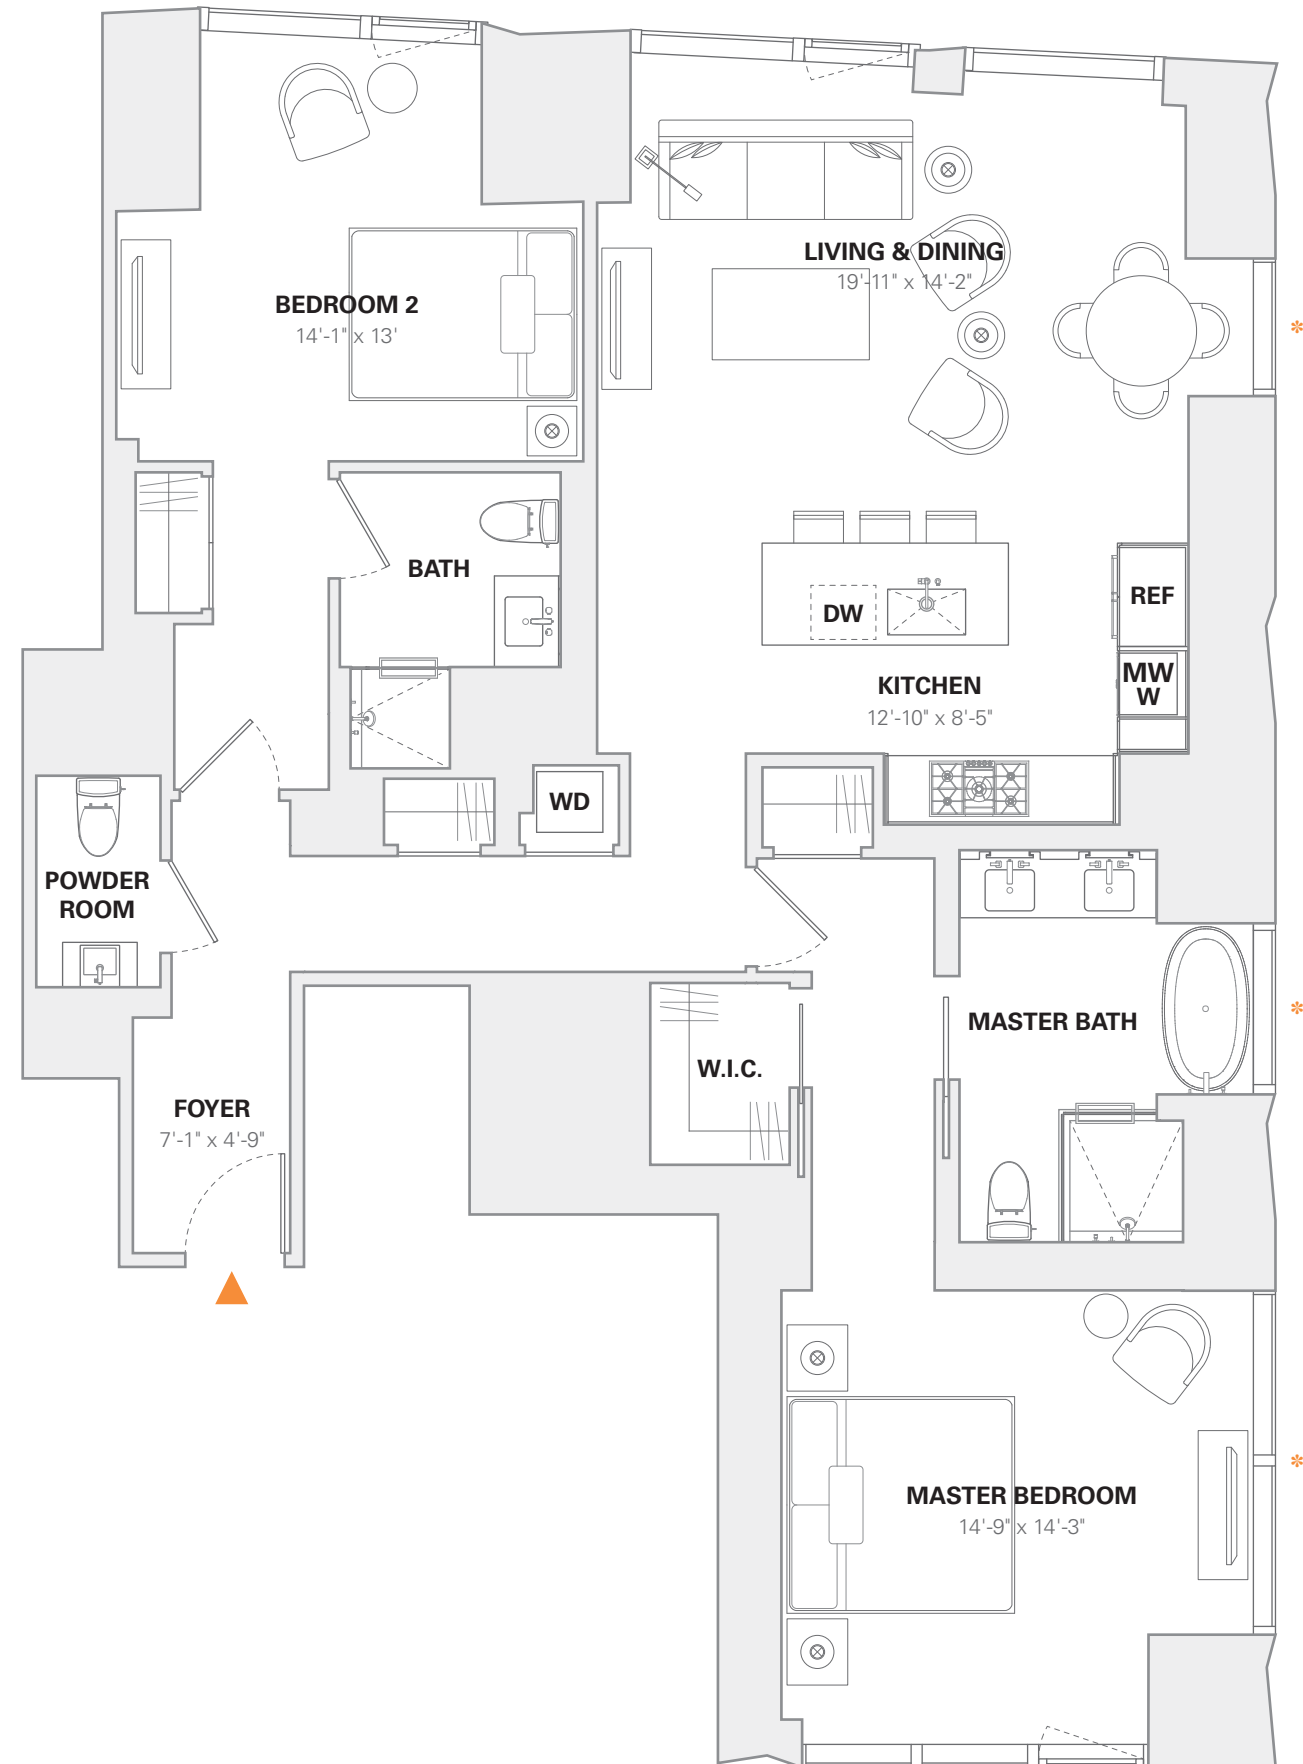 LIVING & DINING
19'-11" x 14'-2"
BEDROOM 2
14'-1" x 13'
BATH
DW
REF
MW
W
KITCHEN
12'-10" x 8'-5"
WD
POWDER
ROOM
MASTER BATH
W.I.C.
FOYER
7'-1" x 4'-9"
MASTER BEDROOM
14'-9" x 14'-3"
*
*
*